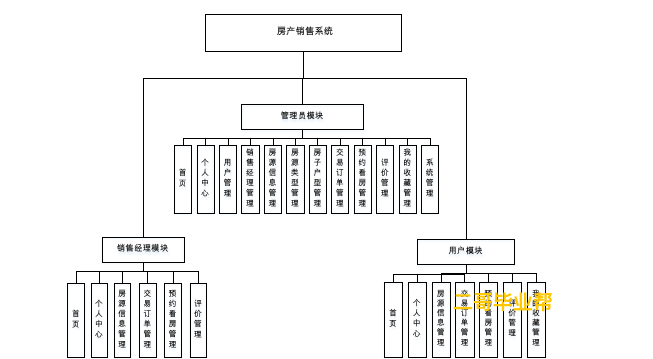 房产销售系统
管理员模块
首页
个人中心
用户管理
销售经理管理
房源信息管理
房源类型管理
房子户型管理
交易订单管理
预约看房管理
评价管理
我的收藏管理
系统管理
销售经理模块
首页
个人中心
房源信息管理
交易订单管理
预约看房管理
评价管理
用户模块
首页
个人中心
房源信息管理
交易订单管理
预约看房管理
评价管理
我的收藏管理
二哥毕业帮